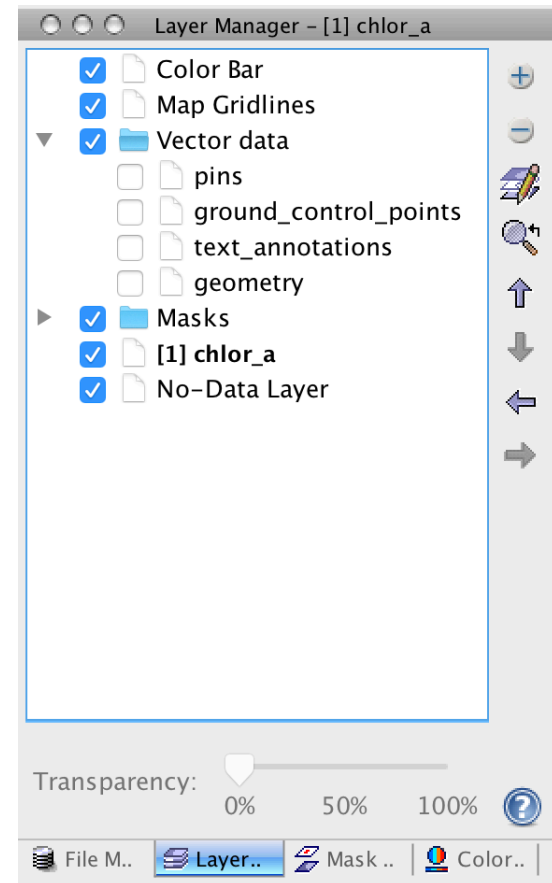 Layer Manager – [1] chlor_a
Color Bar
Map Gridlines
Vector data
pins
ground_control_points
text_annotations
geometry
Masks
[1] chlor_a
No–Data Layer
Transparency:
0% 50% 100%
File M.. Layer.. Mask .. Color..